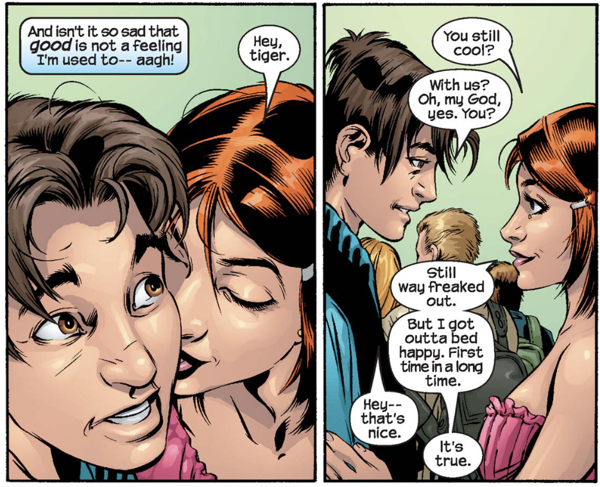 And isn't it so sad that
good is not a feeling
I'm used to-- aagh!
Hey,
tiger.
You still
cool?
With us?
Oh, my God,
yes. You?
Still
way freaked
out.
But I got
outta bed
happy. First
time in a long
time.
Hey--
that's
nice.
It's
true.